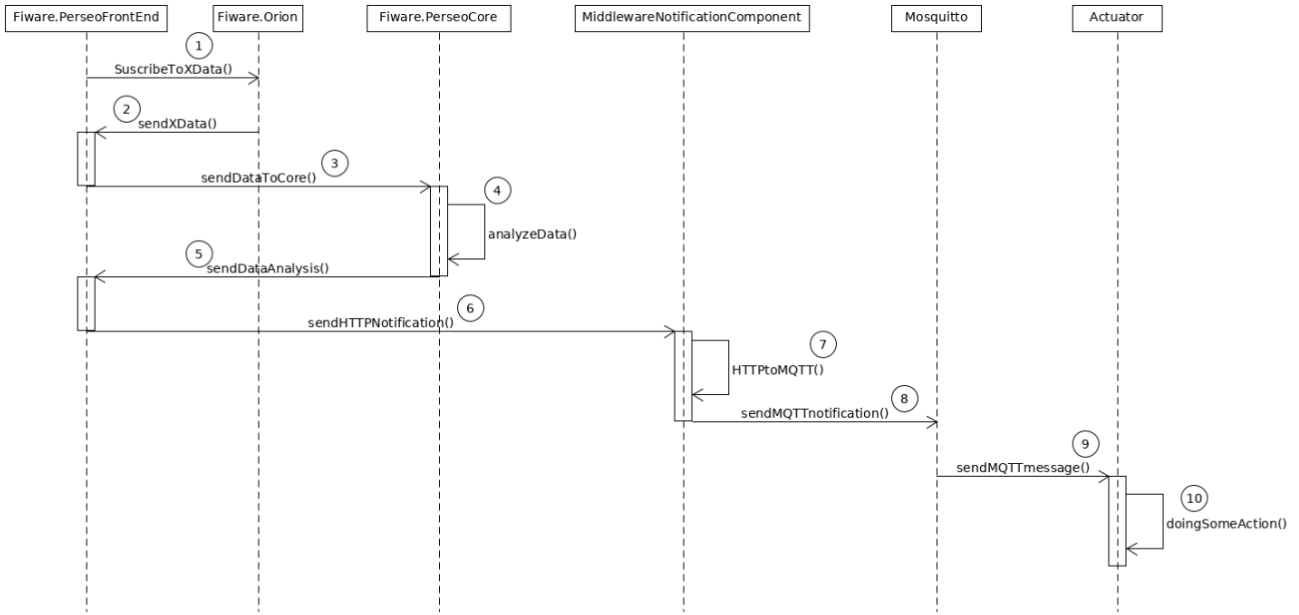 Fiware.PerseoFrontEnd
Fiware.Orion
Fiware.PerseoCore
MiddlewareNotificationComponent
Mosquitto
Actuator
1
SuscribeToXData()
2
sendXData()
3
sendDataToCore()
4
analyzeData()
5
sendDataAnalysis()
6
sendHTTPNotification()
7
HTTPtoMQTT()
8
sendMQTTnotification()
9
sendMQTTmessage()
10
doingSomeAction()